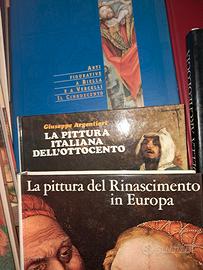 ARTI
FIGURATIVE
A BIELLA
E A VERCELLI
IL CINQUECENTO
Giuseppe Argentieri
LA PITTURA
ITALIANA
DELL'OTTOCENTO
La pittura del Rinascimento
in Europa